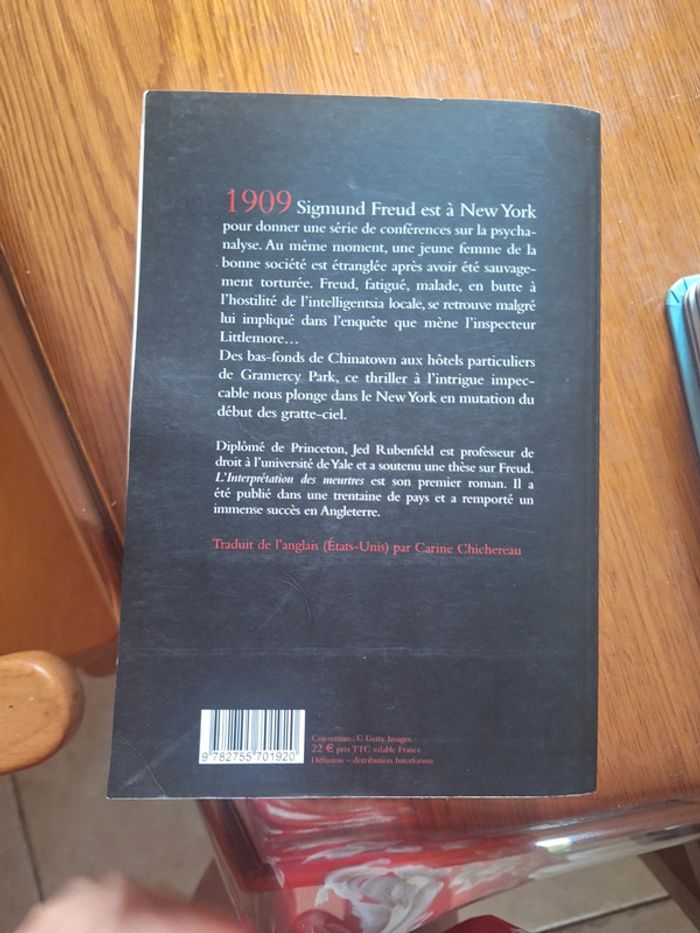 1909 Sigmund Freud est à New York
pour donner une série de conférences sur la psycha-
nalyse. Au même moment, une jeune femme de la
bonne société est étranglée après avoir été sauvage-
ment torturée. Freud, fatigué, malade, en butte à
l'hostilité de l'intelligentsia locale, se retrouve malgré
lui impliqué dans l'enquête que mène l'inspecteur
Littlemore…
Des bas-fonds de Chinatown aux hôtels particuliers
de Gramercy Park, ce thriller à l'intrigue impec-
cable nous plonge dans le New York en mutation du
début des gratte-ciel.
Diplômé de Princeton, Jed Rubenfeld est professeur de
droit à l'université de Yale et a soutenu une thèse sur Freud.
L'Interprétation des meurtres est son premier roman. Il a
été publié dans une trentaine de pays et a remporté un
immense succès en Angleterre.
Traduit de l'anglais (États-Unis) par Carine Chichereau
Couverture : © Getty Images
22 € prix TTC valable France
Diffusion – distribution Interforum
9 782755 701920